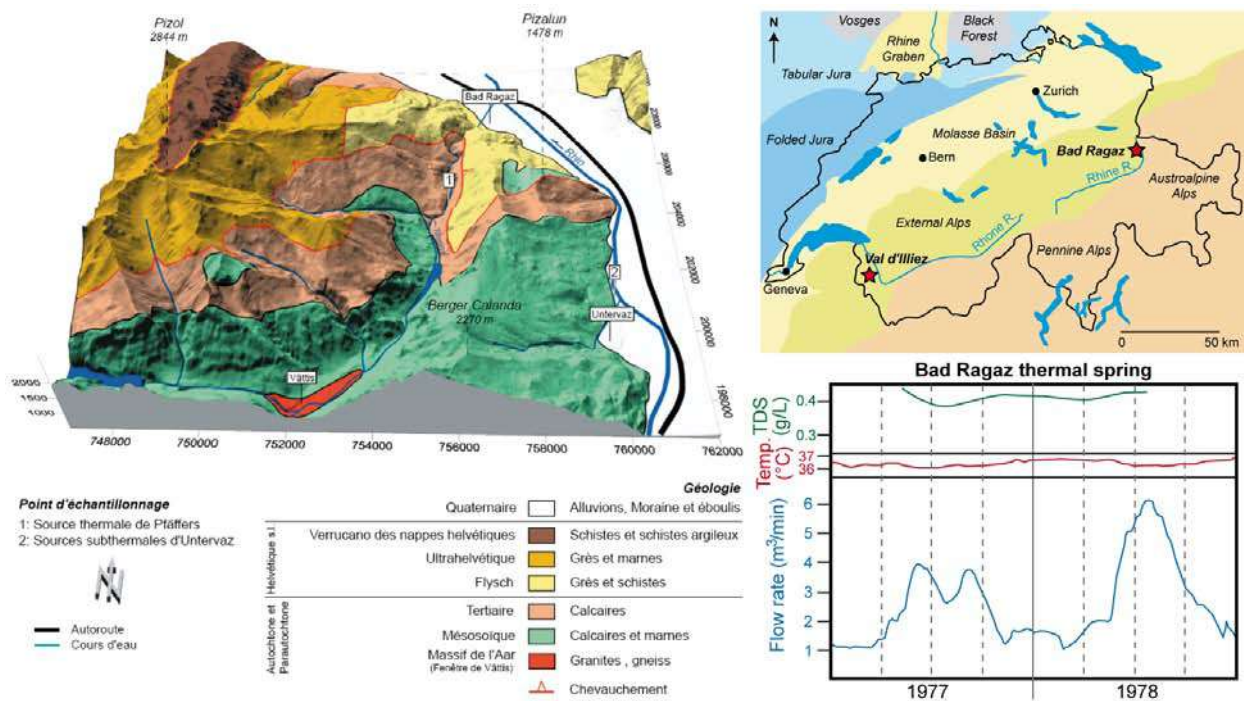 Pizol
2844 m
Pizalun
1478 m
Bad Ragaz
Rhin
1
2
Berger Calanda
2270 m
Untervaz
Vättis
2000
1500
1000
748000
750000
752000
754000
756000
758000
760000
762000
198000
200000
202000
204000
Point d'échantillonnage
1: Source thermale de Pfäffers
2: Sources subthermales d'Untervaz
N
Autoroute
Cours d'eau
Géologie
Quaternaire
Alluvions, Moraine et éboulis
Helvétique s.l.
Verrucano des nappes helvétiques
Schistes et schistes argileux
Ultrahelvétique
Grès et marnes
Flysch
Grès et schistes
Autochtone et
Parautochtone
Tertiaire
Calcaires
Mésosoïque
Calcaires et marnes
Massif de l'Aar
(Fenêtre de Vättis)
Granites , gneiss
Chevauchement
N
Vosges
Black
Forest
Rhine
Graben
Tabular Jura
Folded Jura
Zurich
Molasse Basin
Bern
Bad Ragaz
Rhine R.
Austroalpine
Alps
External Alps
Rhone R.
Pennine Alps
Val d'Illiez
Geneva
0
50 km
Bad Ragaz thermal spring
TDS
(g/L)
0.4
0.3
Temp.
(°C)
37
36
Flow rate (m³/min)
6
5
4
3
2
1
1977
1978